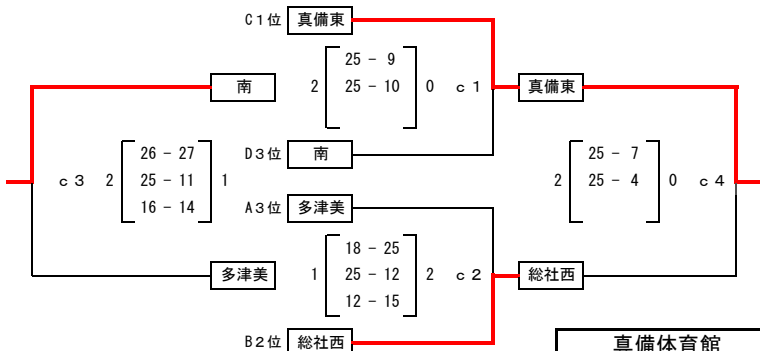 C1位 真備東
南 2 25 - 9 0 c1 真備東
25 - 10
D3位 南
c3 2 26 - 27 1
25 - 11
16 - 14
2 25 - 7 0 c4
25 - 4
A3位 多津美
多津美 1 18 - 25 2 c2 総社西
25 - 12
12 - 15
B2位 総社西
真備体育館